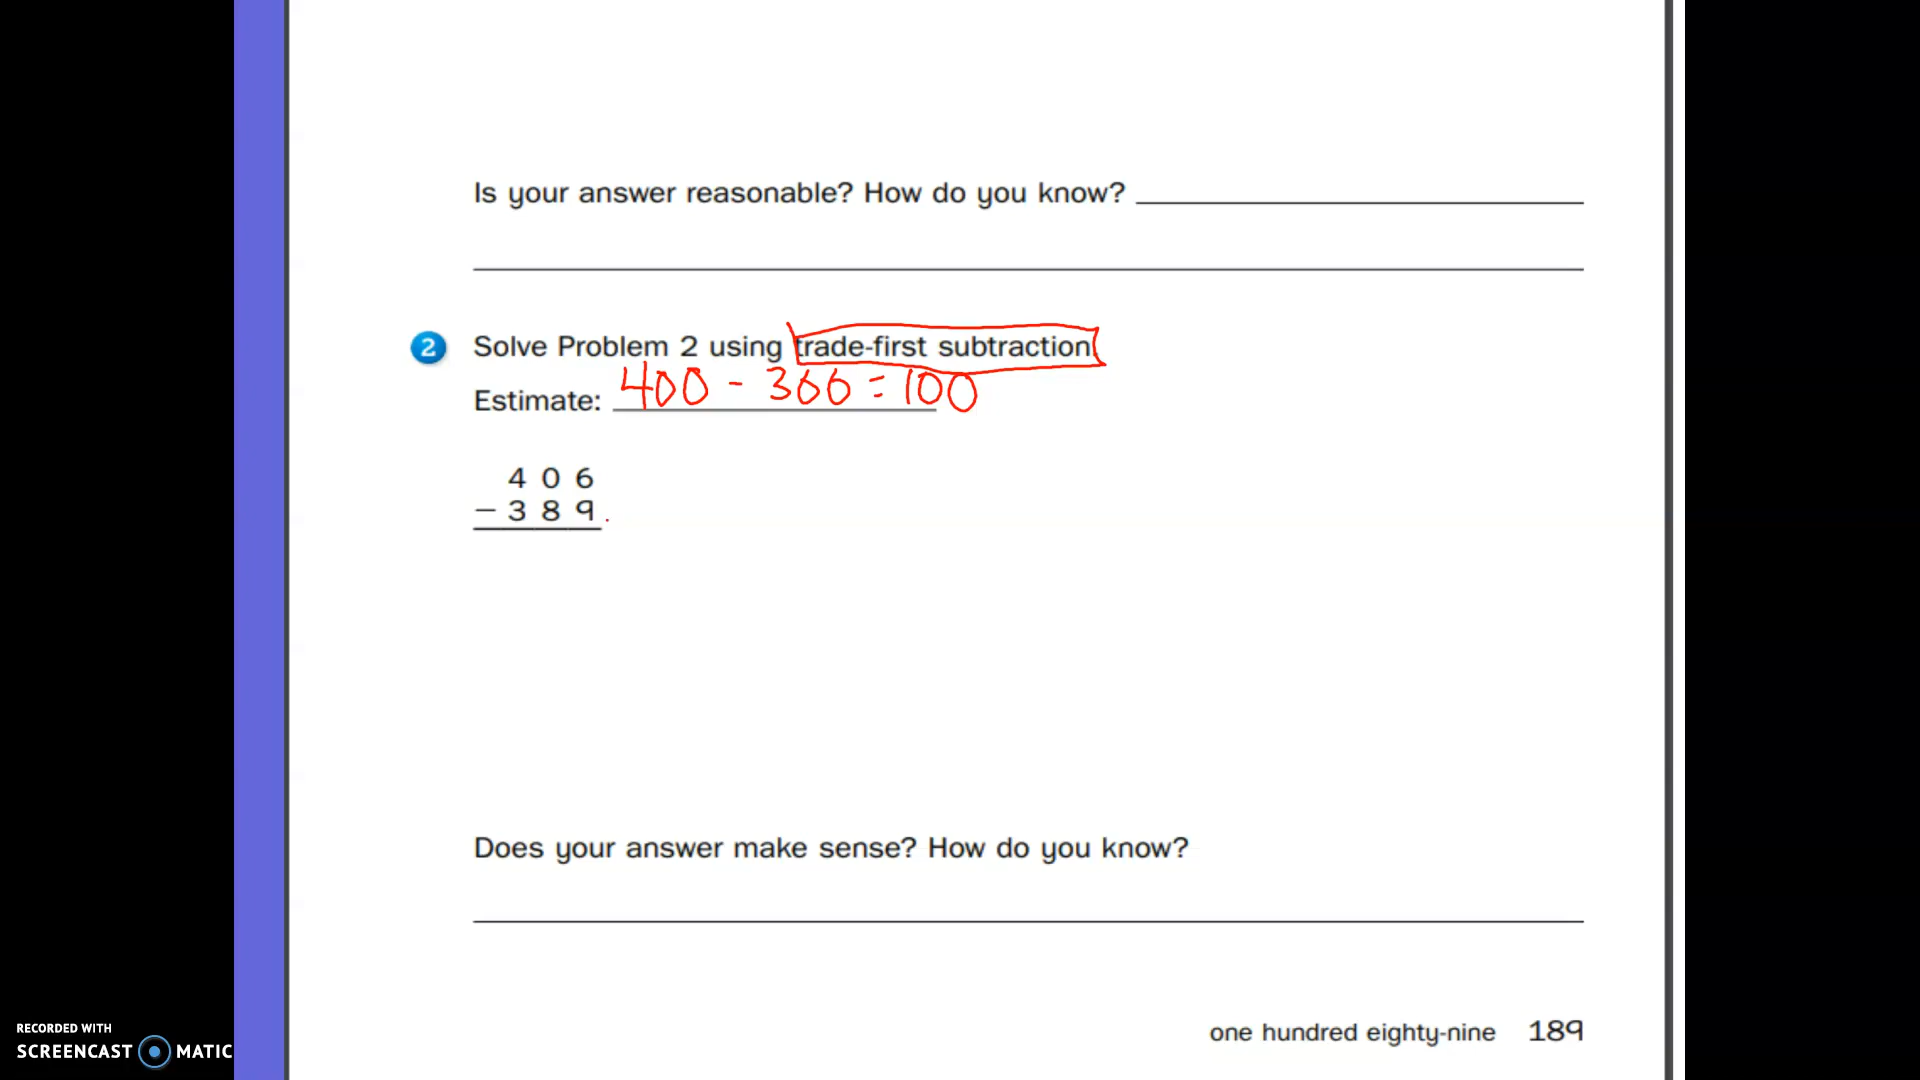 Is your answer reasonable? How do you know?
2 Solve Problem 2 using trade-first subtraction.
Estimate: 400 - 300 = 100
4 0 6
- 3 8 9
Does your answer make sense? How do you know?
one hundred eighty-nine 189
RECORDED WITH
SCREENCAST MATIC